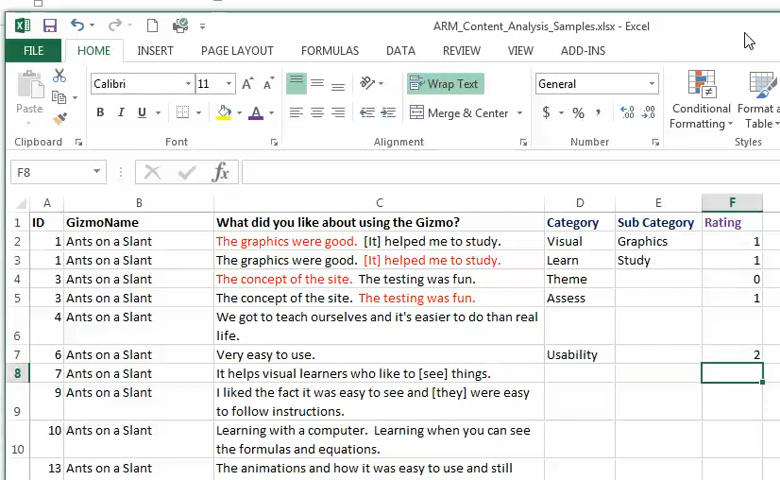 ARM_Content_Analysis_Samples.xlsx - Excel
FILE HOME INSERT PAGE LAYOUT FORMULAS DATA REVIEW VIEW ADD-INS
Calibri 11 A A Wrap Text General Conditional Formatting Format a Table
Paste B I U A Merge & Center $ % , .0 .00 .00 .0
Clipboard Font Alignment Number Styles
F8 fx
A B C D E F
1 ID GizmoName What did you like about using the Gizmo? Category Sub Category Rating
2 1 Ants on a Slant The graphics were good. [It] helped me to study. Visual Graphics 1
3 1 Ants on a Slant The graphics were good. [It] helped me to study. Learn Study 1
4 3 Ants on a Slant The concept of the site. The testing was fun. Theme 0
5 3 Ants on a Slant The concept of the site. The testing was fun. Assess 1
4 Ants on a Slant We got to teach ourselves and it's easier to do than real
6 life.
7 6 Ants on a Slant Very easy to use. Usability 2
8 7 Ants on a Slant It helps visual learners who like to [see] things.
9 Ants on a Slant I liked the fact it was easy to see and [they] were easy
9 to follow instructions.
10 Ants on a Slant Learning with a computer. Learning when you can see
10 the formulas and equations.
13 Ants on a Slant The animations and how it was easy to use and still